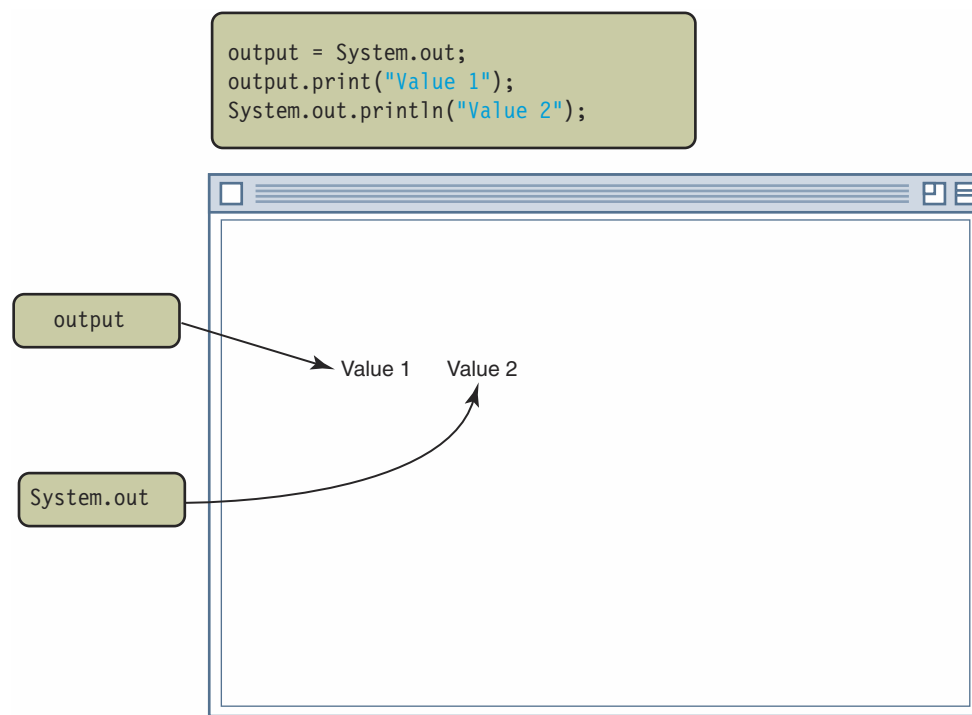 output = System.out;
output.print("Value 1");
System.out.println("Value 2");
output
Value 1 Value 2
System.out